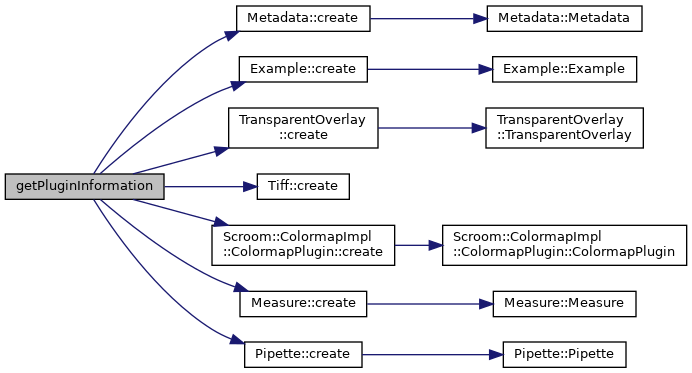 Metadata::create
Metadata::Metadata
Example::create
Example::Example
TransparentOverlay
::create
TransparentOverlay
::TransparentOverlay
getPluginInformation
Tiff::create
Scroom::ColormapImpl
::ColormapPlugin::create
Scroom::ColormapImpl
::ColormapPlugin::ColormapPlugin
Measure::create
Measure::Measure
Pipette::create
Pipette::Pipette